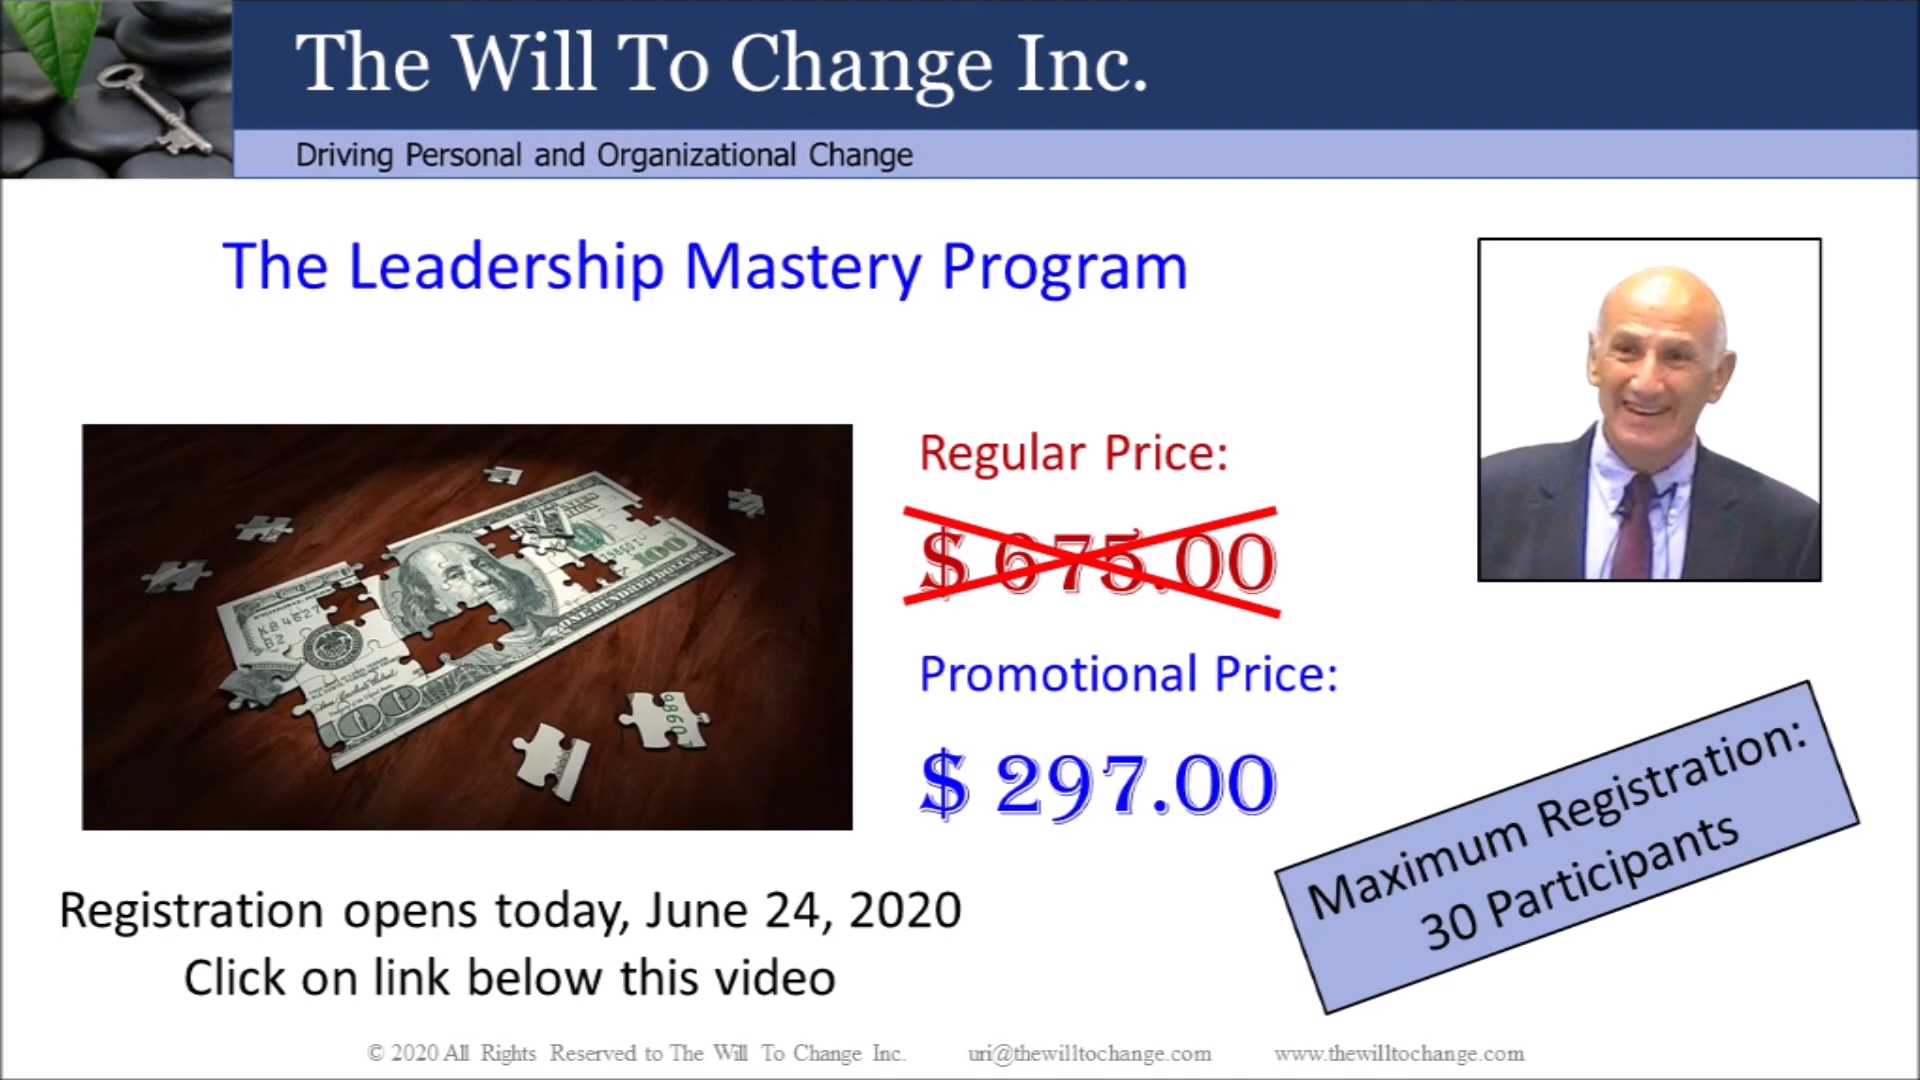 The Will To Change Inc.
Driving Personal and Organizational Change
The Leadership Mastery Program
Regular Price:
$ 675.00
Promotional Price:
$ 297.00
Maximum Registration:
30 Participants
Registration opens today, June 24, 2020
Click on link below this video
© 2020 All Rights Reserved to The Will To Change Inc. uri@thewilltochange.com www.thewilltochange.com